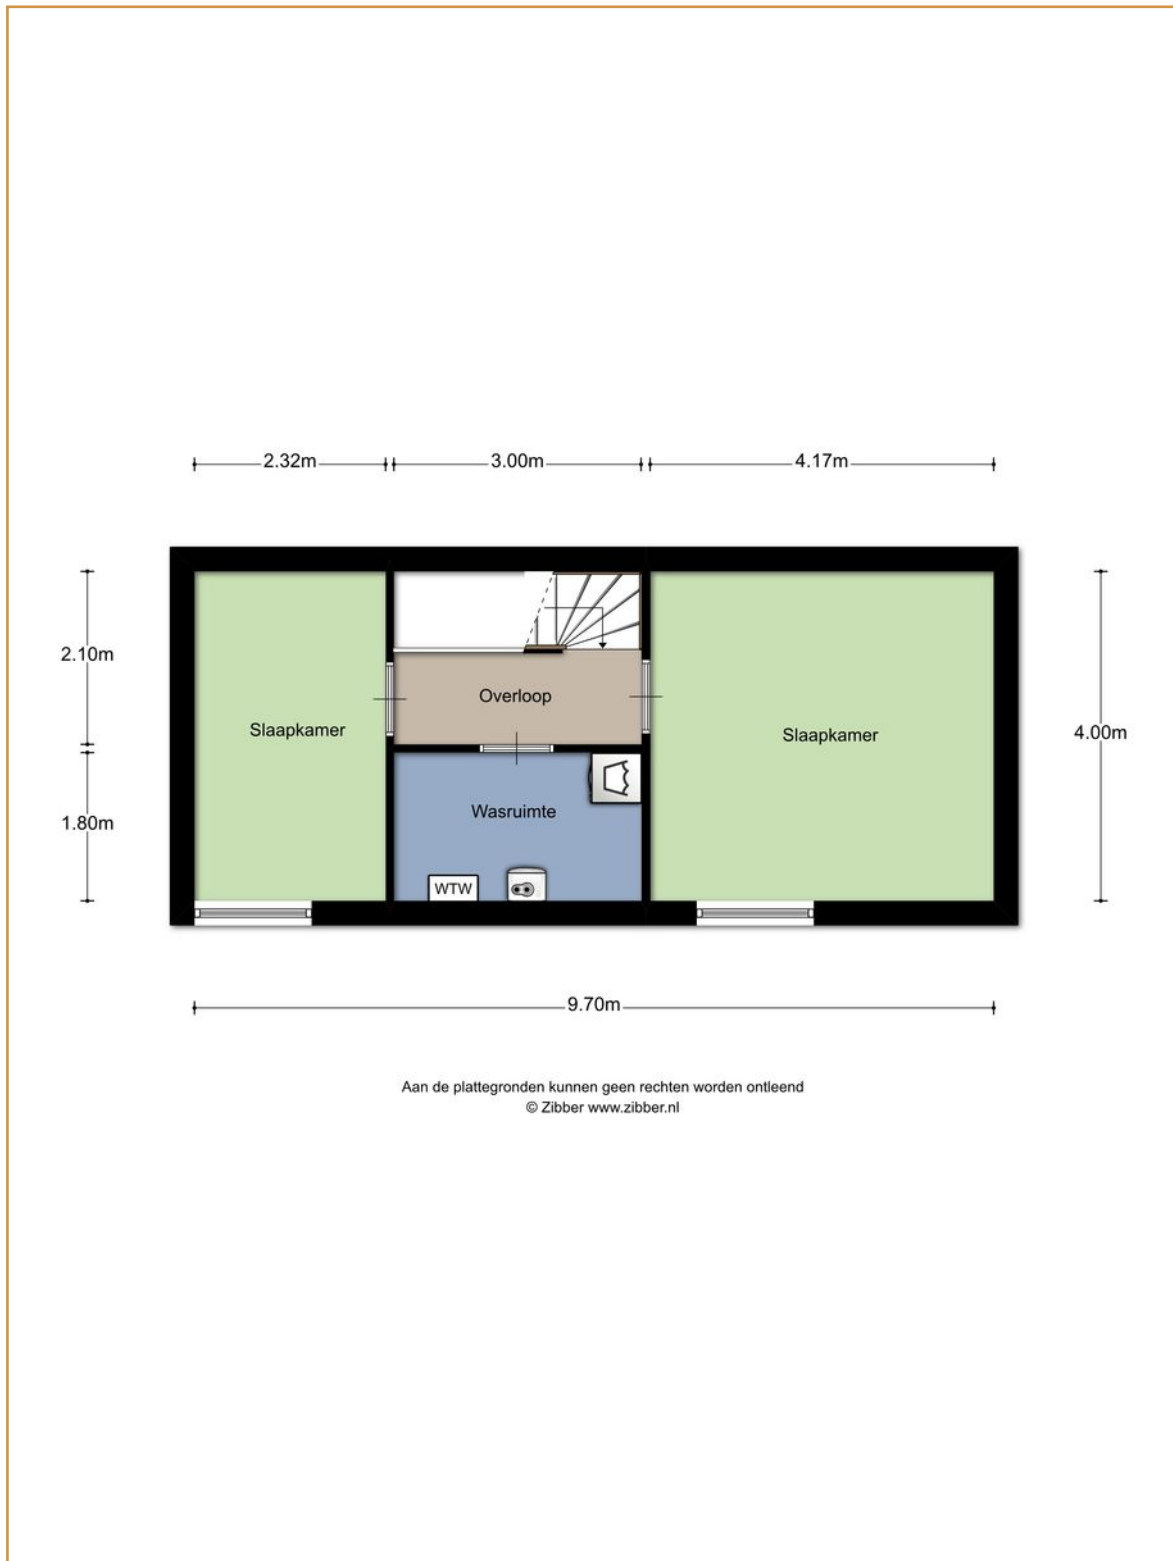 2.32m
3.00m
4.17m
2.10m
Overloop
Slaapkamer
Slaapkamer
4.00m
1.80m
Wasruimte
WTW
9.70m
Aan de plattegronden kunnen geen rechten worden ontleend
© Zibber www.zibber.nl